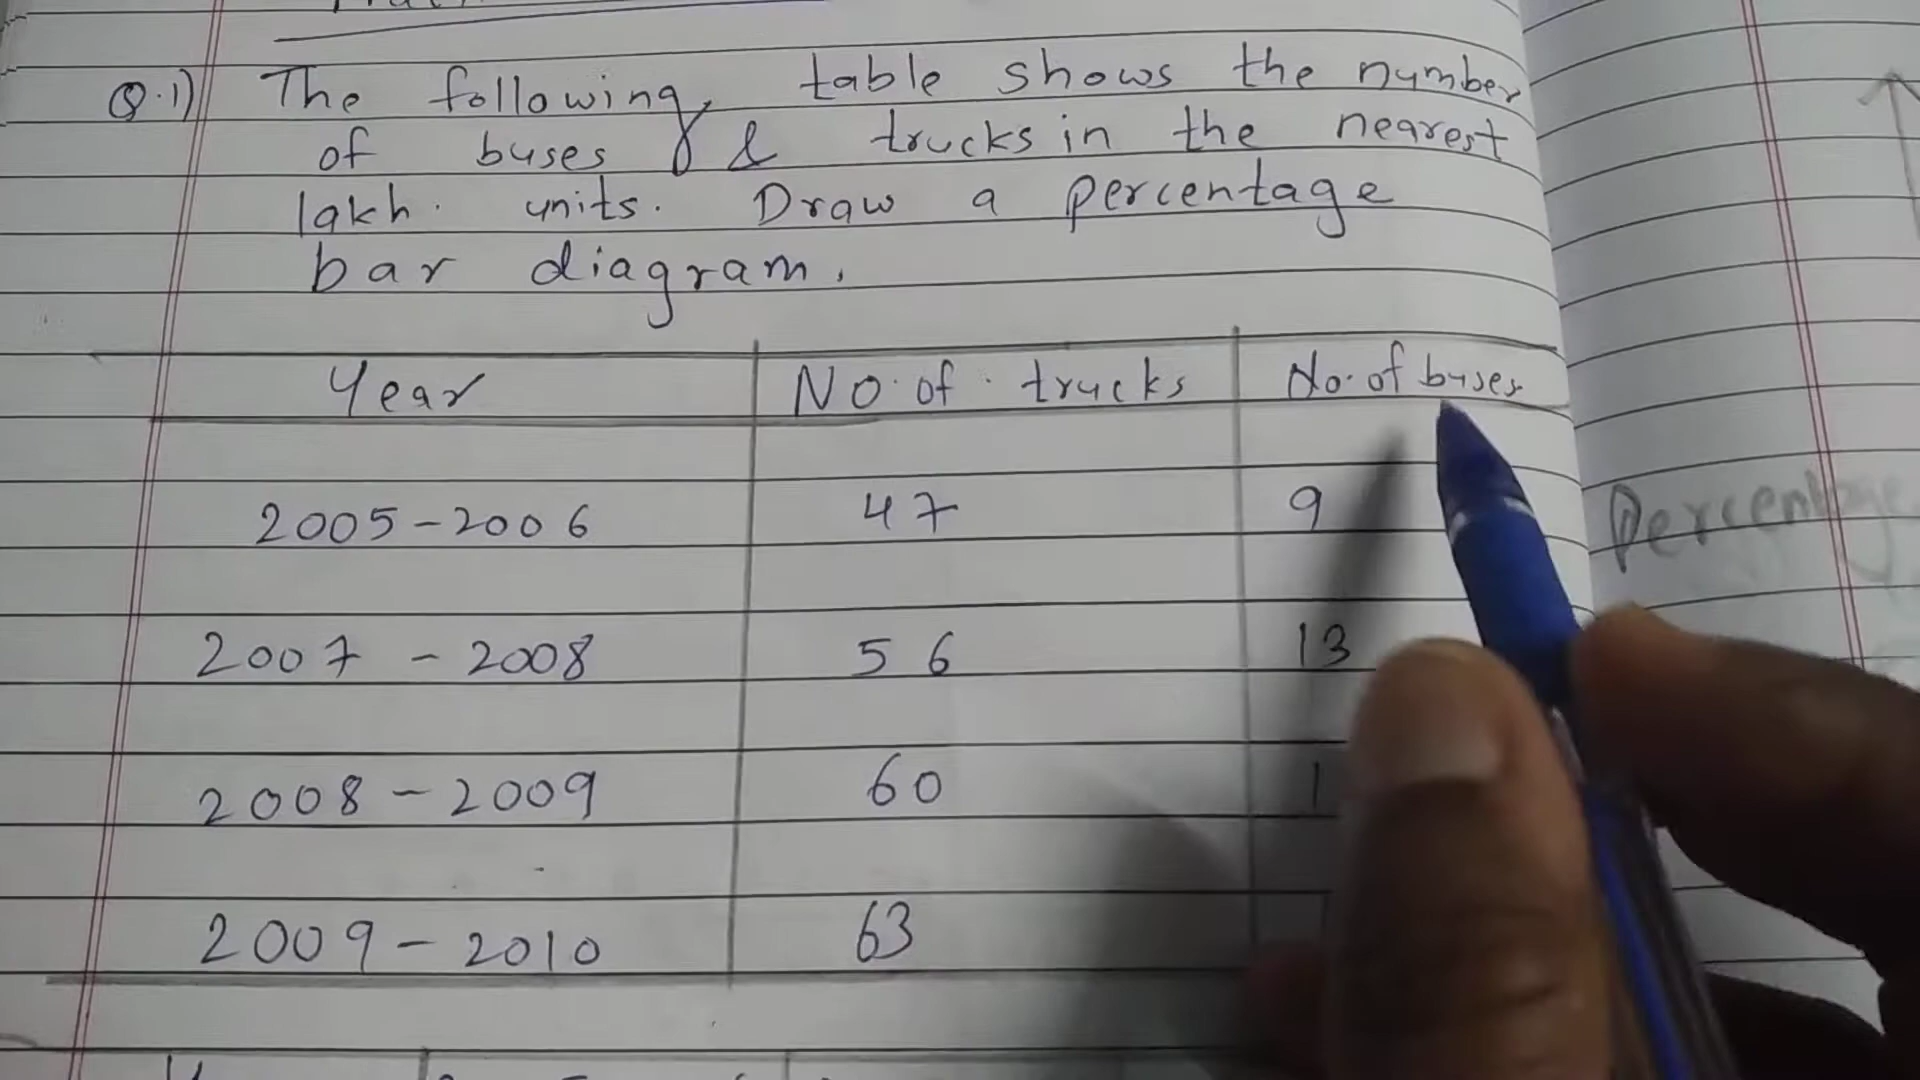 Q.1) The following table shows the number
of buses & trucks in the nearest
lakh. units. Draw a percentage
bar diagram.
Year No. of trucks No. of buses
2005-2006 47 9
2007 - 2008 56 13
2008 - 2009 60
2009 - 2010 63
Percentage